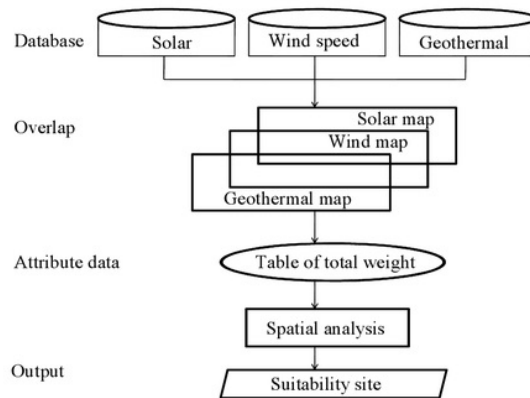 Database
Solar
Wind speed
Geothermal
Overlap
Solar map
Wind map
Geothermal map
Attribute data
Table of total weight
Spatial analysis
Output
Suitability site